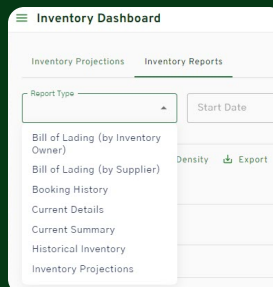 Inventory Dashboard
Inventory Projections Inventory Reports
Report Type
Start Date
Bill of Lading (by Inventory
Owner)
Bill of Lading (by Supplier)
Density Export
Booking History
Current Details
Current Summary
Historical Inventory
Inventory Projections